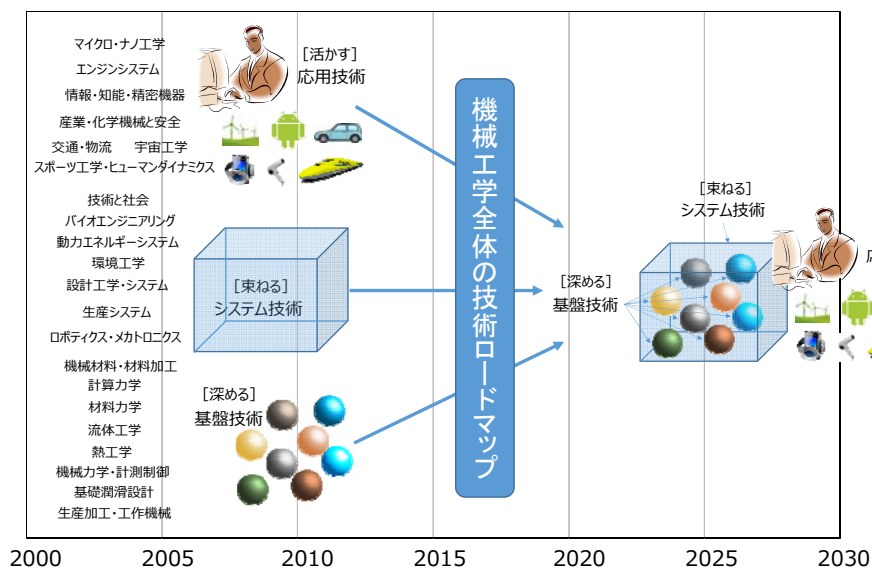 マイクロ・ナノ工学
エンジンシステム
情報・知能・精密機器
産業・化学機械と安全
交通・物流　宇宙工学
スポーツ工学・ヒューマンダイナミクス
技術と社会
バイオエンジニアリング
動力エネルギーシステム
環境工学
設計工学・システム
生産システム
ロボティクス・メカトロニクス
機械材料・材料加工
計算力学
材料力学
流体工学
熱工学
機械力学・計測制御
基礎潤滑設計
生産加工・工作機械
[活かす]
応用技術
[束ねる]
システム技術
[深める]
基盤技術
機械工学全体の技術ロードマップ
[深める]
基盤技術
[束ねる]
システム技術
2000 2005 2010 2015 2020 2025 2030